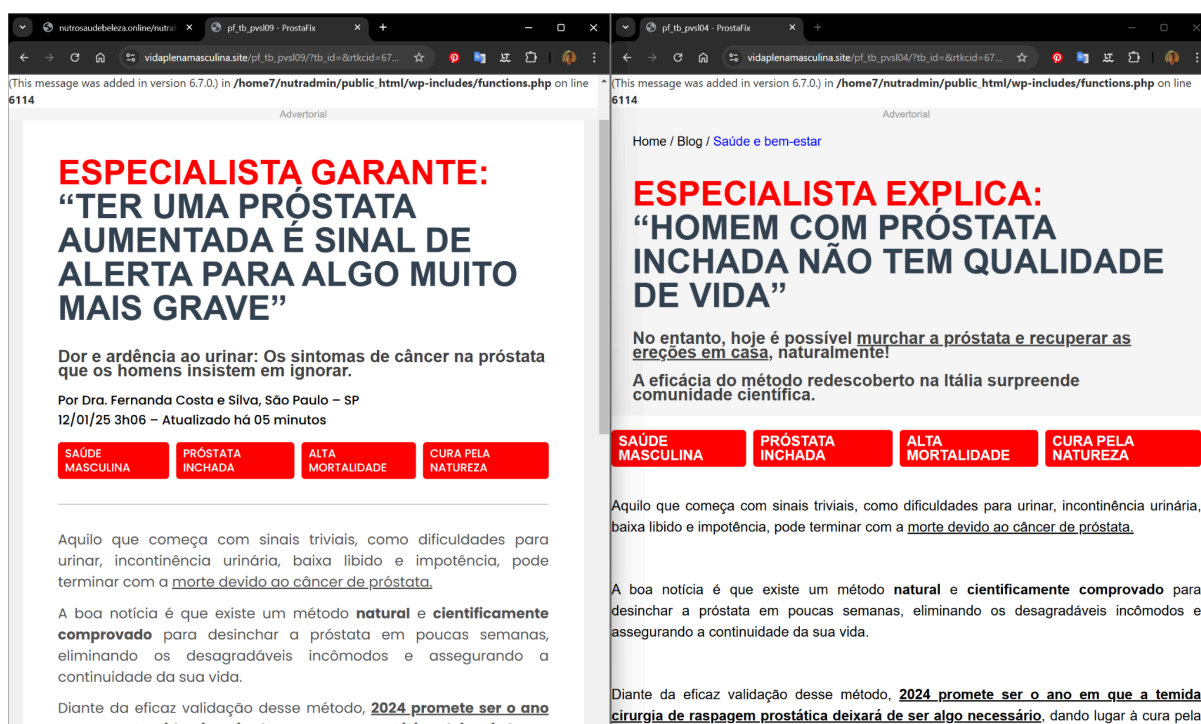 nutrosaudebeleza.online/nutral
pf_tb_pvsl09 - ProstaFix
vidaplenamasculina.site/pf_tb_pvsl09/?tb_id=&rtkcid=67...
(This message was added in version 6.7.0.) in /home7/nutradmin/public_html/wp-includes/functions.php on line
6114
Advertorial
ESPECIALISTA GARANTE:
“TER UMA PRÓSTATA
AUMENTADA É SINAL DE
ALERTA PARA ALGO MUITO
MAIS GRAVE”
Dor e ardência ao urinar: Os sintomas de câncer na próstata
que os homens insistem em ignorar.
Por Dra. Fernanda Costa e Silva, São Paulo – SP
12/01/25 3h06 – Atualizado há 05 minutos
SAÚDE
MASCULINA
PRÓSTATA
INCHADA
ALTA
MORTALIDADE
CURA PELA
NATUREZA
Aquilo que começa com sinais triviais, como dificuldades para
urinar, incontinência urinária, baixa libido e impotência, pode
terminar com a morte devido ao câncer de próstata.
A boa notícia é que existe um método natural e cientificamente
comprovado para desinchar a próstata em poucas semanas,
eliminando os desagradáveis incômodos e assegurando a
continuidade da sua vida.
Diante da eficaz validação desse método, 2024 promete ser o ano
pf_tb_pvsl04 - ProstaFix
vidaplenamasculina.site/pf_tb_pvsl04/?tb_id=&rtkcid=67...
(This message was added in version 6.7.0.) in /home7/nutradmin/public_html/wp-includes/functions.php on line
6114
Advertorial
Home / Blog / Saúde e bem-estar
ESPECIALISTA EXPLICA:
“HOMEM COM PRÓSTATA
INCHADA NÃO TEM QUALIDADE
DE VIDA”
No entanto, hoje é possível murchar a próstata e recuperar as
ereções em casa, naturalmente!
A eficácia do método redescoberto na Itália surpreende
comunidade científica.
SAÚDE
MASCULINA
PRÓSTATA
INCHADA
ALTA
MORTALIDADE
CURA PELA
NATUREZA
Aquilo que começa com sinais triviais, como dificuldades para urinar, incontinência urinária,
baixa libido e impotência, pode terminar com a morte devido ao câncer de próstata.
A boa notícia é que existe um método natural e cientificamente comprovado para
desinchar a próstata em poucas semanas, eliminando os desagradáveis incômodos e
assegurando a continuidade da sua vida.
Diante da eficaz validação desse método, 2024 promete ser o ano em que a temida
cirurgia de raspagem prostática deixará de ser algo necessário, dando lugar à cura pela